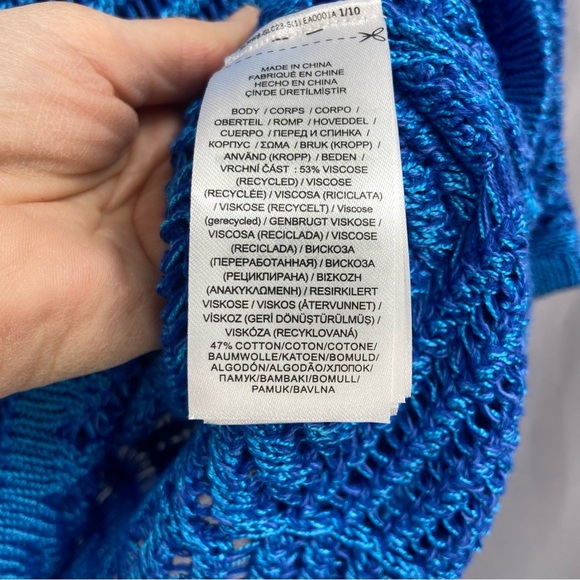 1/10
MADE IN CHINA
FABRIQUÉ EN CHINE
HECHO EN CHINA
ÇİN'DE ÜRETİLMİŞTİR
BODY / CORPS / CORPO /
OBERTEIL / ROMP / HOVEDDEL /
CUERPO / ПЕРЕД И СПИНКА /
КОРПУС / ΣΩΜΑ / BRUK (KROPP) /
ANVÄND (KROPP) / BEDEN /
VRCHNÍ ČÁST : 53% VISCOSE
(RECYCLED) / VISCOSE
(RECYCLÉE) / VISCOSA (RICICLATA)
/ VISKOSE (RECYCELT) / Viscose
(gerecycled) / GENBRUGT VISKOSE
/ VISCOSA (RECICLADA) / VISCOSE
(RECICLADA) / ВИСКОЗА
(ПЕРЕРАБОТАННАЯ) / ВИСКОЗА
(РЕЦИКЛИРАНА) / ΒΙΣΚΟΖΗ
(ΑΝΑΚΥΚΛΩΜΕΝΗ) / RESIRKILERT
VISKOSE / VISKOS (ÅTERVUNNET) /
VİSKOZ (GERİ DÖNÜŞTÜRÜLMÜŞ)
/ VISKÓZA (RECYKLOVANÁ)
47% COTTON/COTON/COTONE/
BAUMWOLLE/KATOEN/BOMULD/
ALGODÓN/ALGODÃO/ХЛОПОК/
ПАМУК/ΒΑΜΒΑΚΙ/BOMULL/
PAMUK/BAVLNA